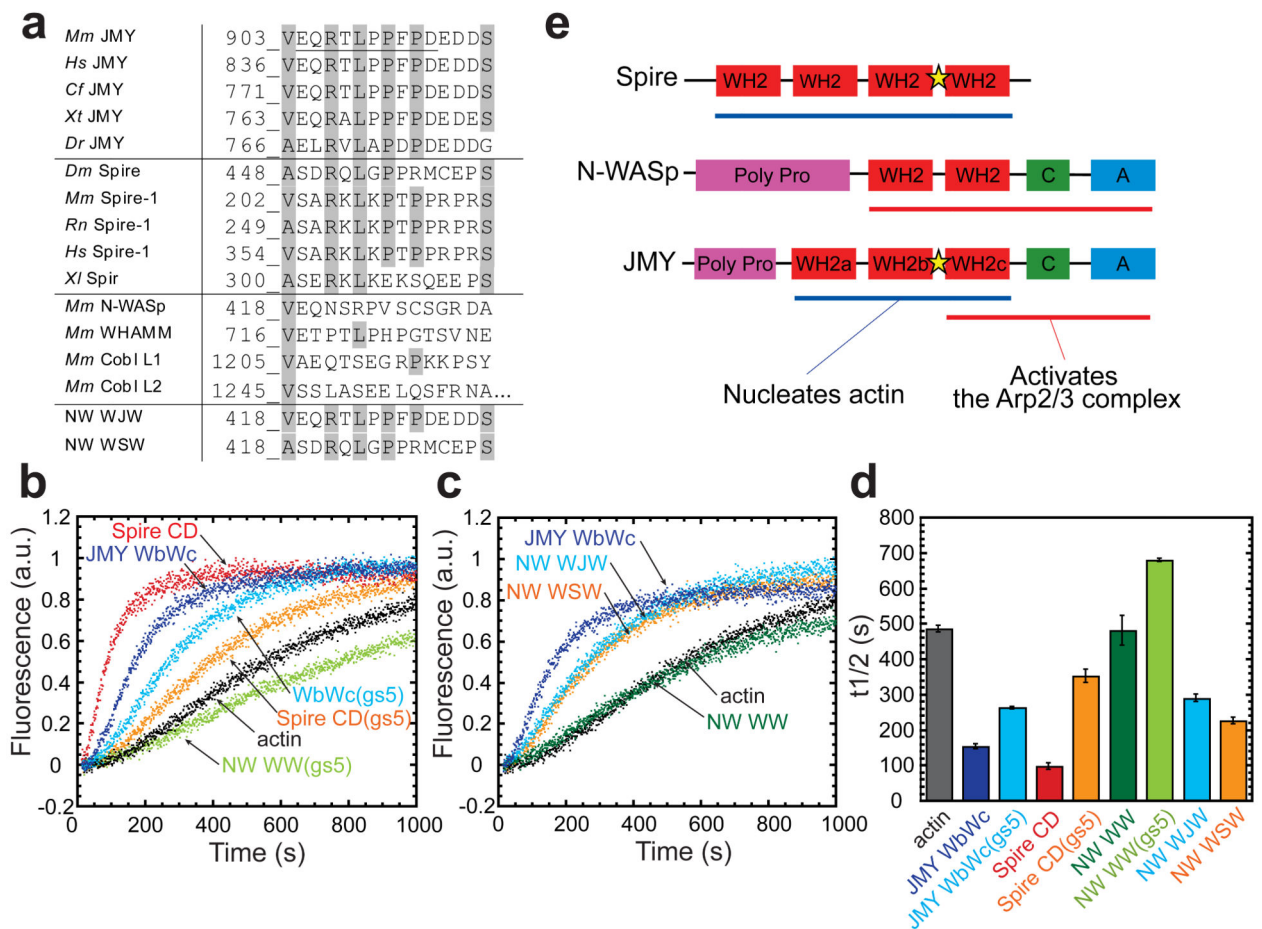 a
Mm JMY 903_VEQRTLPPFPDEDDS
Hs JMY 836_VEQRTLPPFPDEDDS
Cf JMY 771_VEQRTLPPFPDEDDS
Xt JMY 763_VEQRALPPFPDEDES
Dr JMY 766_AELRVLAPDPDEDDG
Dm Spire 448_ASDRQLGPPRMCEPS
Mm Spire-1 202_VSARKLKPTPPRPRS
Rn Spire-1 249_ASARKLKPTPPRPRS
Hs Spire-1 354_VSARKLKPTPPRPRS
Xl Spir 300_ASERKLKEKSQEEPS
Mm N-WASp 418_VEQNSRPVSCSGRDA
Mm WHAMM 716_VETPTLPHPGTSVNE
Mm Cobl L1 1205_VAEQTSEGRPKKPSY
Mm Cobl L2 1245_VSSLASEELQSFRNA...
NW WJW 418_VEQRTLPPFPDEDDS
NW WSW 418_ASDRQLGPPRMCEPS
e
Spire
WH2 WH2 WH2 WH2
N-WASp
Poly Pro WH2 WH2 C A
JMY
Poly Pro WH2a WH2b WH2c C A
Nucleates actin
Activates
the Arp2/3 complex
b
Fluorescence (a.u.)
1.2
1
0.8
0.6
0.4
0.2
0
-0.2
Spire CD
JMY WbWc
WbWc(gs5)
Spire CD(gs5)
actin
NW WW(gs5)
0 200 400 600 800 1000
Time (s)
c
Fluorescence (a.u.)
1.2
1
0.8
0.6
0.4
0.2
0
-0.2
JMY WbWc
NW WJW
NW WSW
actin
NW WW
0 200 400 600 800 1000
Time (s)
d
t1/2 (s)
800
700
600
500
400
300
200
100
0
actin
JMY WbWc
JMY WbWc(gs5)
Spire CD
Spire CD(gs5)
NW WW
NW WW(gs5)
NW WJW
NW WSW